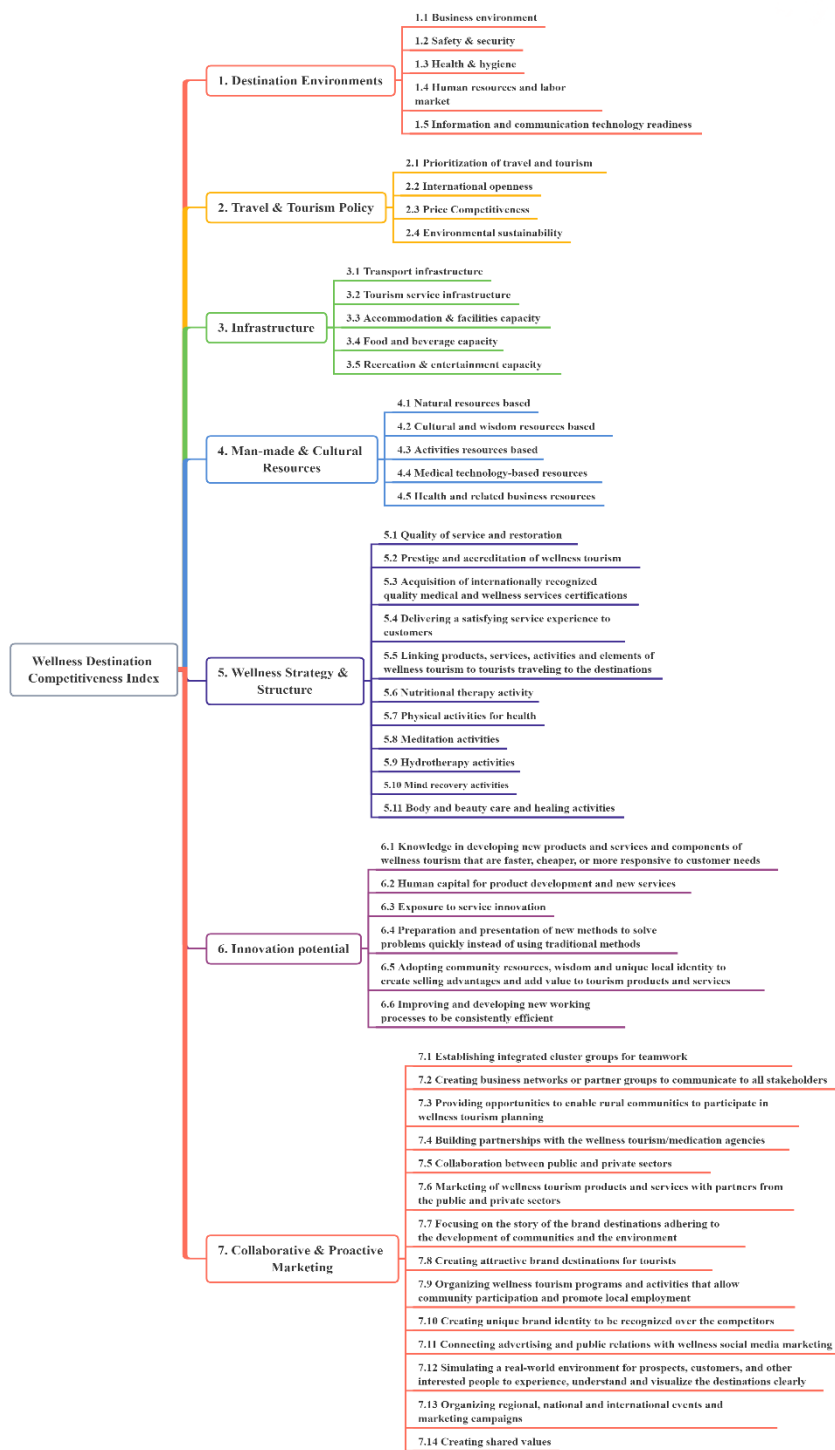 Wellness Destination
Competitiveness Index
1. Destination Environments
1.1 Business environment
1.2 Safety & security
1.3 Health & hygiene
1.4 Human resources and labor
market
1.5 Information and communication technology readiness
2. Travel & Tourism Policy
2.1 Prioritization of travel and tourism
2.2 International openness
2.3 Price Competitiveness
2.4 Environmental sustainability
3. Infrastructure
3.1 Transport infrastructure
3.2 Tourism service infrastructure
3.3 Accommodation & facilities capacity
3.4 Food and beverage capacity
3.5 Recreation & entertainment capacity
4. Man-made & Cultural
Resources
4.1 Natural resources based
4.2 Cultural and wisdom resources based
4.3 Activities resources based
4.4 Medical technology-based resources
4.5 Health and related business resources
5. Wellness Strategy &
Structure
5.1 Quality of service and restoration
5.2 Prestige and accreditation of wellness tourism
5.3 Acquisition of internationally recognized
quality medical and wellness services certifications
5.4 Delivering a satisfying service experience to
customers
5.5 Linking products, services, activities and elements of
wellness tourism to tourists traveling to the destinations
5.6 Nutritional therapy activity
5.7 Physical activities for health
5.8 Meditation activities
5.9 Hydrotherapy activities
5.10 Mind recovery activities
5.11 Body and beauty care and healing activities
6. Innovation potential
6.1 Knowledge in developing new products and services and components of
wellness tourism that are faster, cheaper, or more responsive to customer needs
6.2 Human capital for product development and new services
6.3 Exposure to service innovation
6.4 Preparation and presentation of new methods to solve
problems quickly instead of using traditional methods
6.5 Adopting community resources, wisdom and unique local identity to
create selling advantages and add value to tourism products and services
6.6 Improving and developing new working
processes to be consistently efficient
7. Collaborative & Proactive
Marketing
7.1 Establishing integrated cluster groups for teamwork
7.2 Creating business networks or partner groups to communicate to all stakeholders
7.3 Providing opportunities to enable rural communities to participate in
wellness tourism planning
7.4 Building partnerships with the wellness tourism/medication agencies
7.5 Collaboration between public and private sectors
7.6 Marketing of wellness tourism products and services with partners from
the public and private sectors
7.7 Focusing on the story of the brand destinations adhering to
the development of communities and the environment
7.8 Creating attractive brand destinations for tourists
7.9 Organizing wellness tourism programs and activities that allow
community participation and promote local employment
7.10 Creating unique brand identity to be recognized over the competitors
7.11 Connecting advertising and public relations with wellness social media marketing
7.12 Simulating a real-world environment for prospects, customers, and other
interested people to experience, understand and visualize the destinations clearly
7.13 Organizing regional, national and international events and
marketing campaigns
7.14 Creating shared values